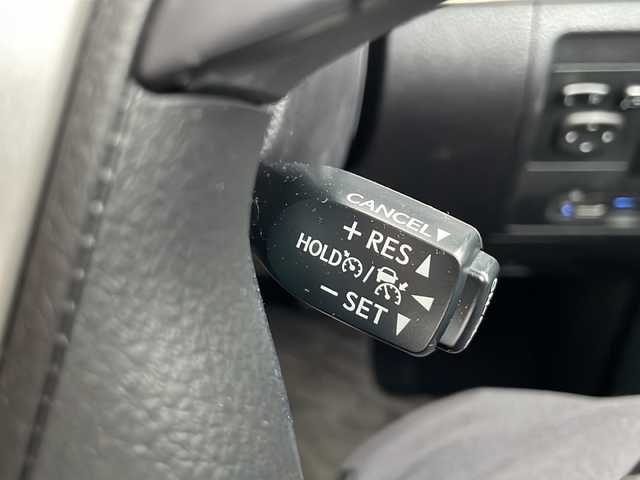 CANCEL▼
+ RES ▲
HOLD / ◀
− SET ▼